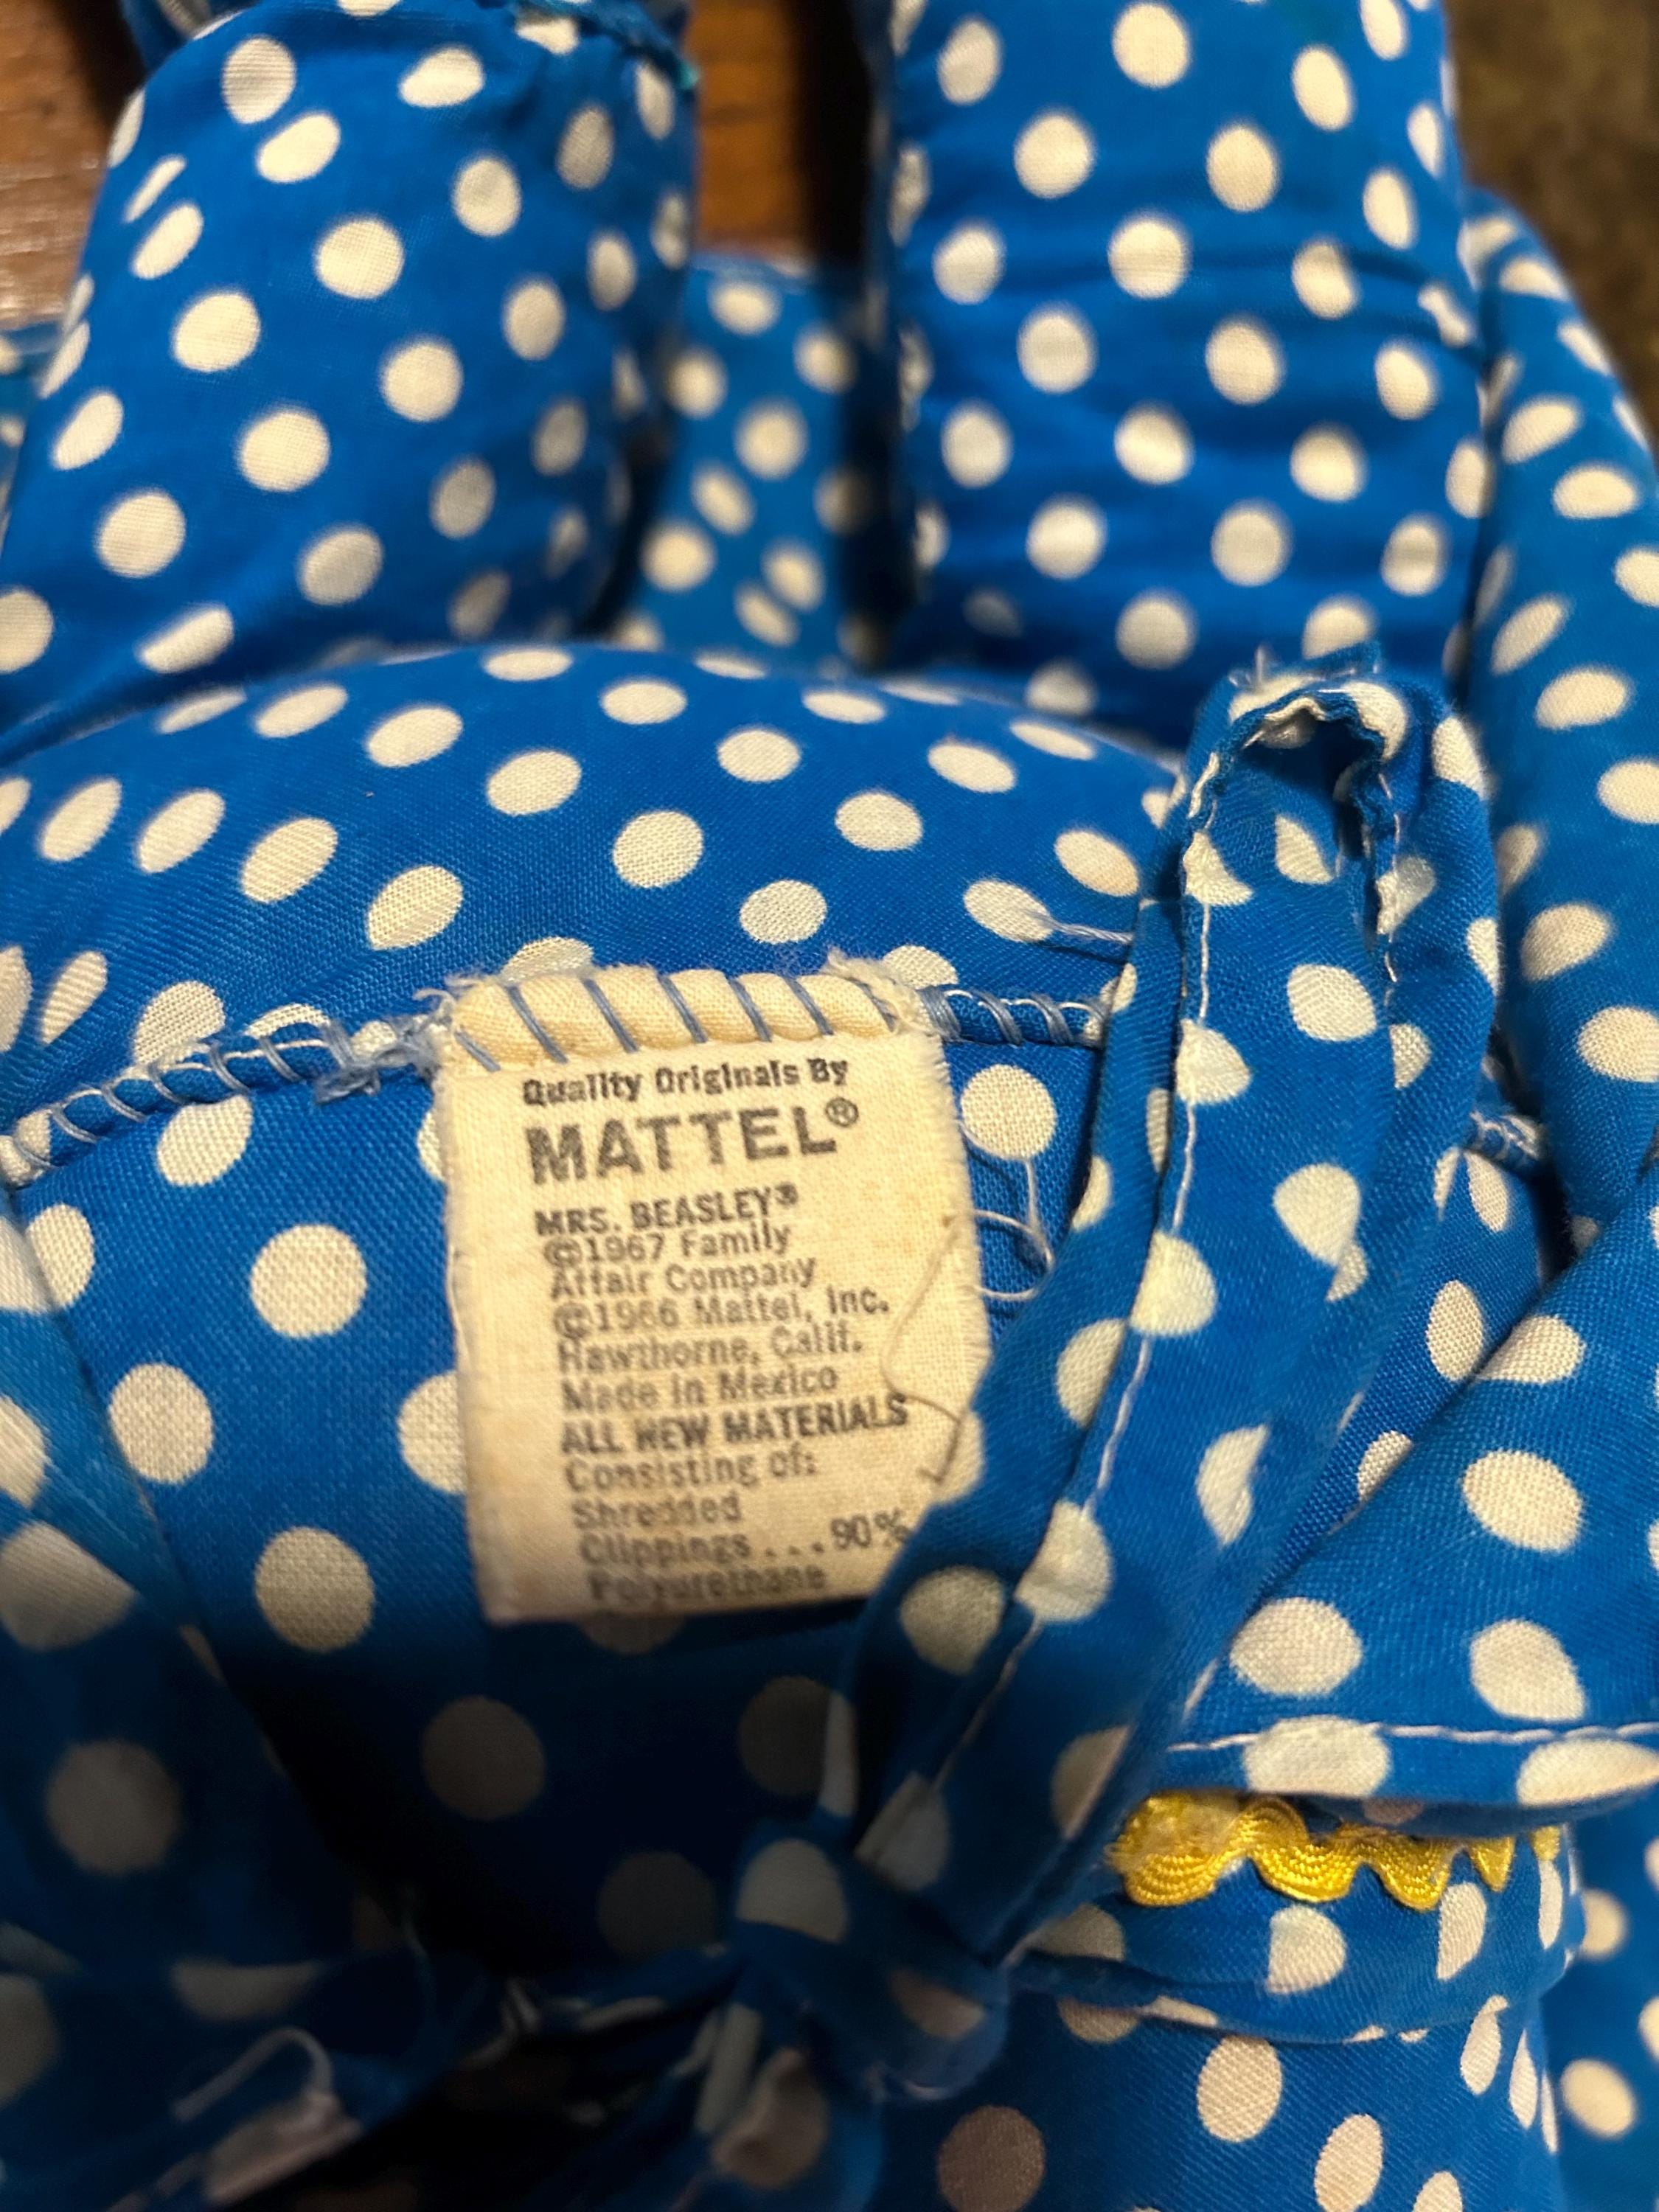 Quality Originals By
MATTEL®
MRS. BEASLEY®
©1967 Family
Affair Company
©1966 Mattel, Inc.
Hawthorne, Calif.
Made in Mexico
ALL NEW MATERIALS
Consisting of:
Shredded
Clippings . . . 90%
Polyurethane